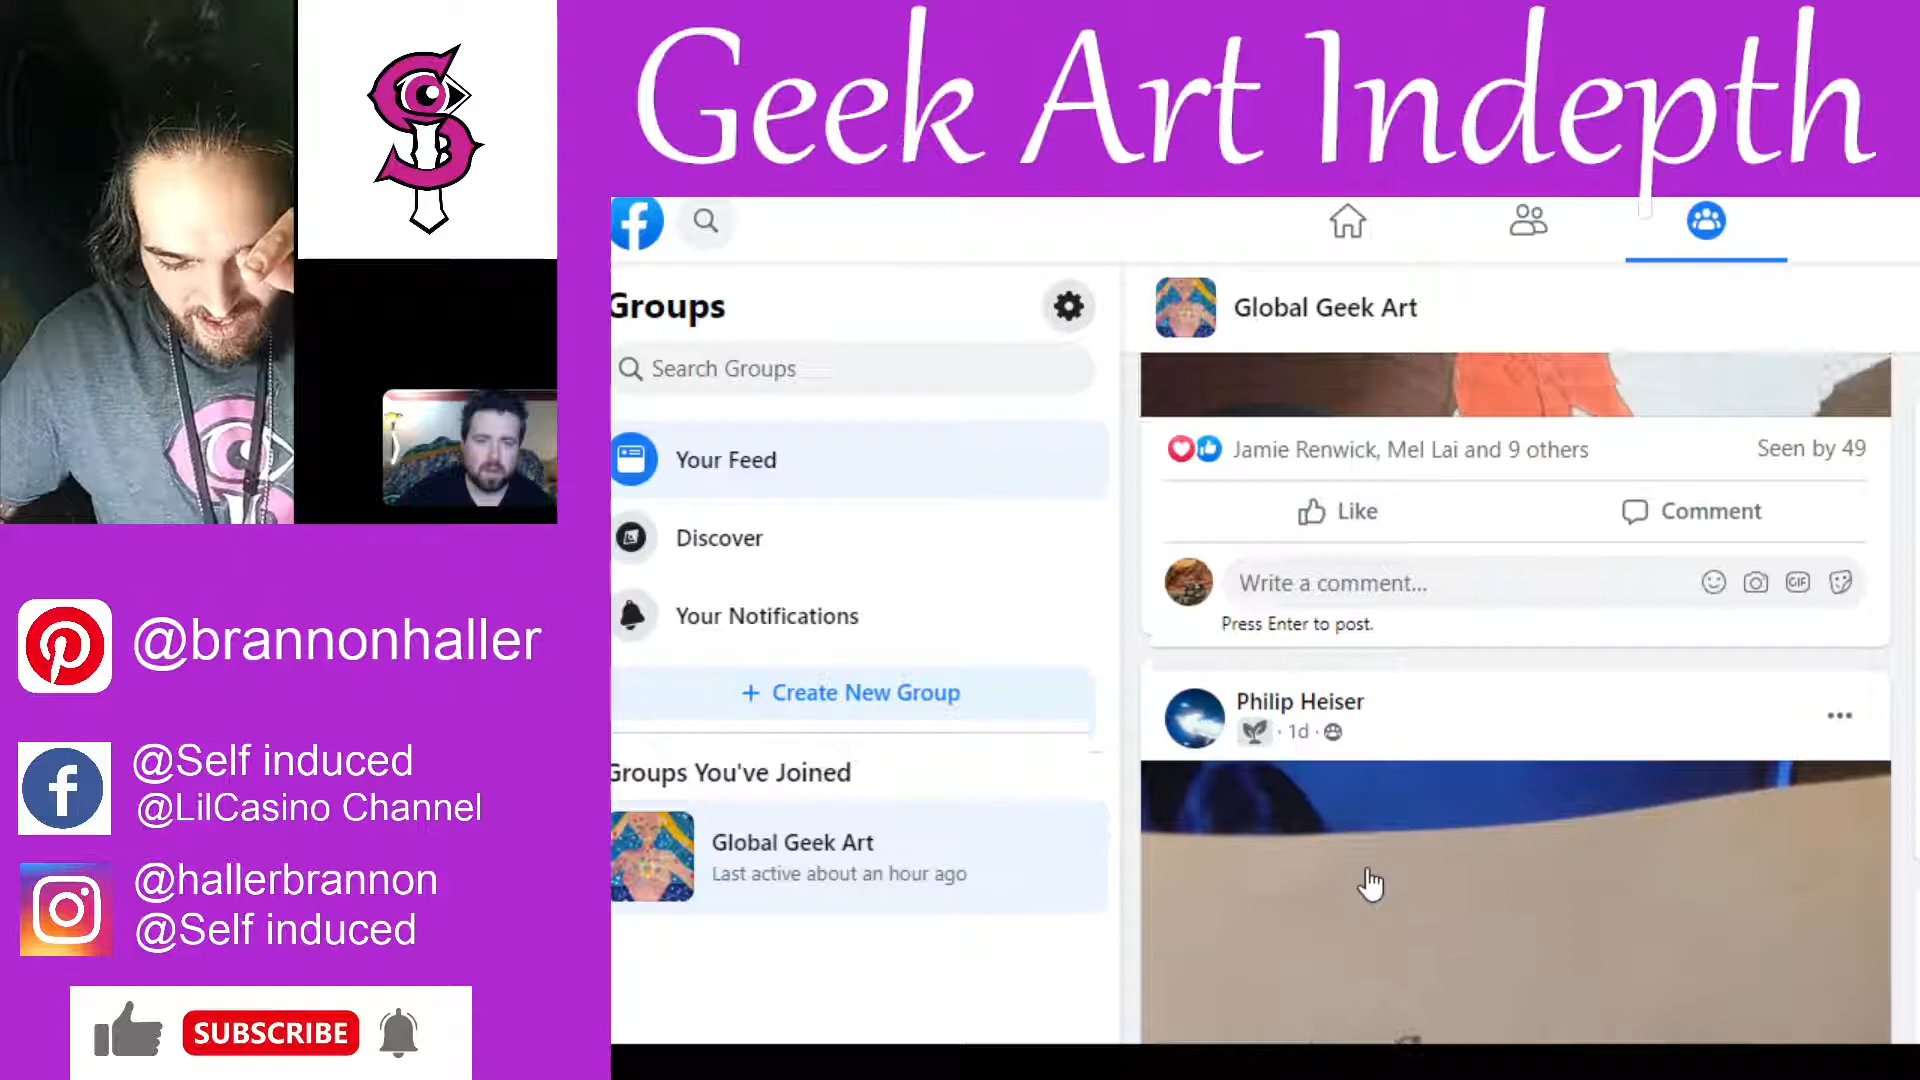 Geek Art Indepth
Groups
Search Groups
Your Feed
Discover
Your Notifications
+ Create New Group
Groups You've Joined
Global Geek Art
Last active about an hour ago
Global Geek Art
Jamie Renwick, Mel Lai and 9 others
Seen by 49
Like
Comment
Write a comment...
GIF
Press Enter to post.
Philip Heiser
· 1d ·
@brannonhaller
@Self induced
@LilCasino Channel
@hallerbrannon
@Self induced
SUBSCRIBE